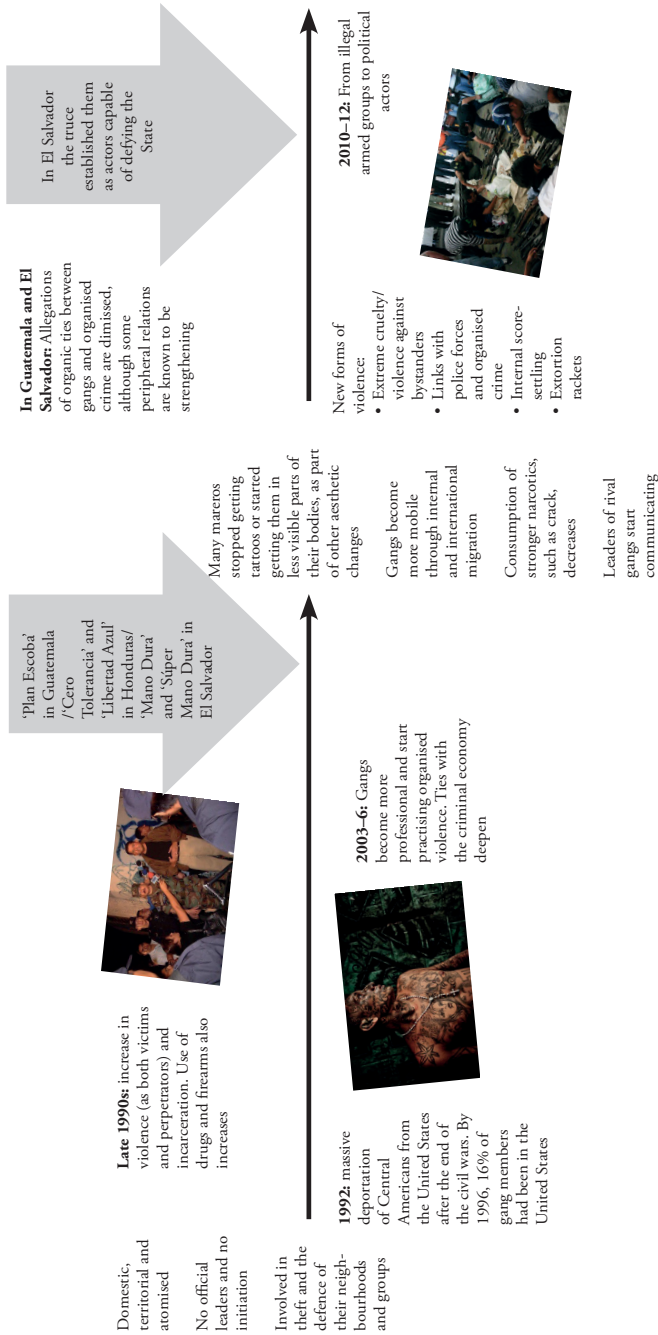 Domestic,
territorial and
atomised
No official
leaders and no
initiation
Involved in
theft and the
defence of
their neigh-
bourhoods
and groups
Late 1990s: increase in
violence (as both victims
and perpetrators) and
incarceration. Use of
drugs and firearms also
increases
1992: massive
deportation
of Central
Americans from
the United States
after the end of
the civil wars. By
1996, 16% of
gang members
had been in the
United States
‘Plan Escoba’
in Guatemala
/‘Cero
Tolerancia’ and
‘Libertad Azul’
in Honduras/
‘Mano Dura’
and ‘Súper
Mano Dura’ in
El Salvador
2003–6: Gangs
become more
professional and start
practising organised
violence. Ties with
the criminal economy
deepen
Many mareros
stopped getting
tattoos or started
getting them in
less visible parts of
their bodies, as part
of other aesthetic
changes
Gangs become
more mobile
through internal
and international
migration
Consumption of
stronger narcotics,
such as crack,
decreases
Leaders of rival
gangs start
communicating
In Guatemala and El
Salvador: Allegations
of organic ties between
gangs and organised
crime are dimissed,
although some
peripheral relations
are known to be
strengthening
In El Salvador
the truce
established them
as actors capable
of defying the
State
New forms of
violence:
• Extreme cruelty/
violence against
bystanders
• Links with
police forces
and organised
crime
• Internal score-
settling
• Extortion
rackets
2010–12: From illegal
armed groups to political
actors